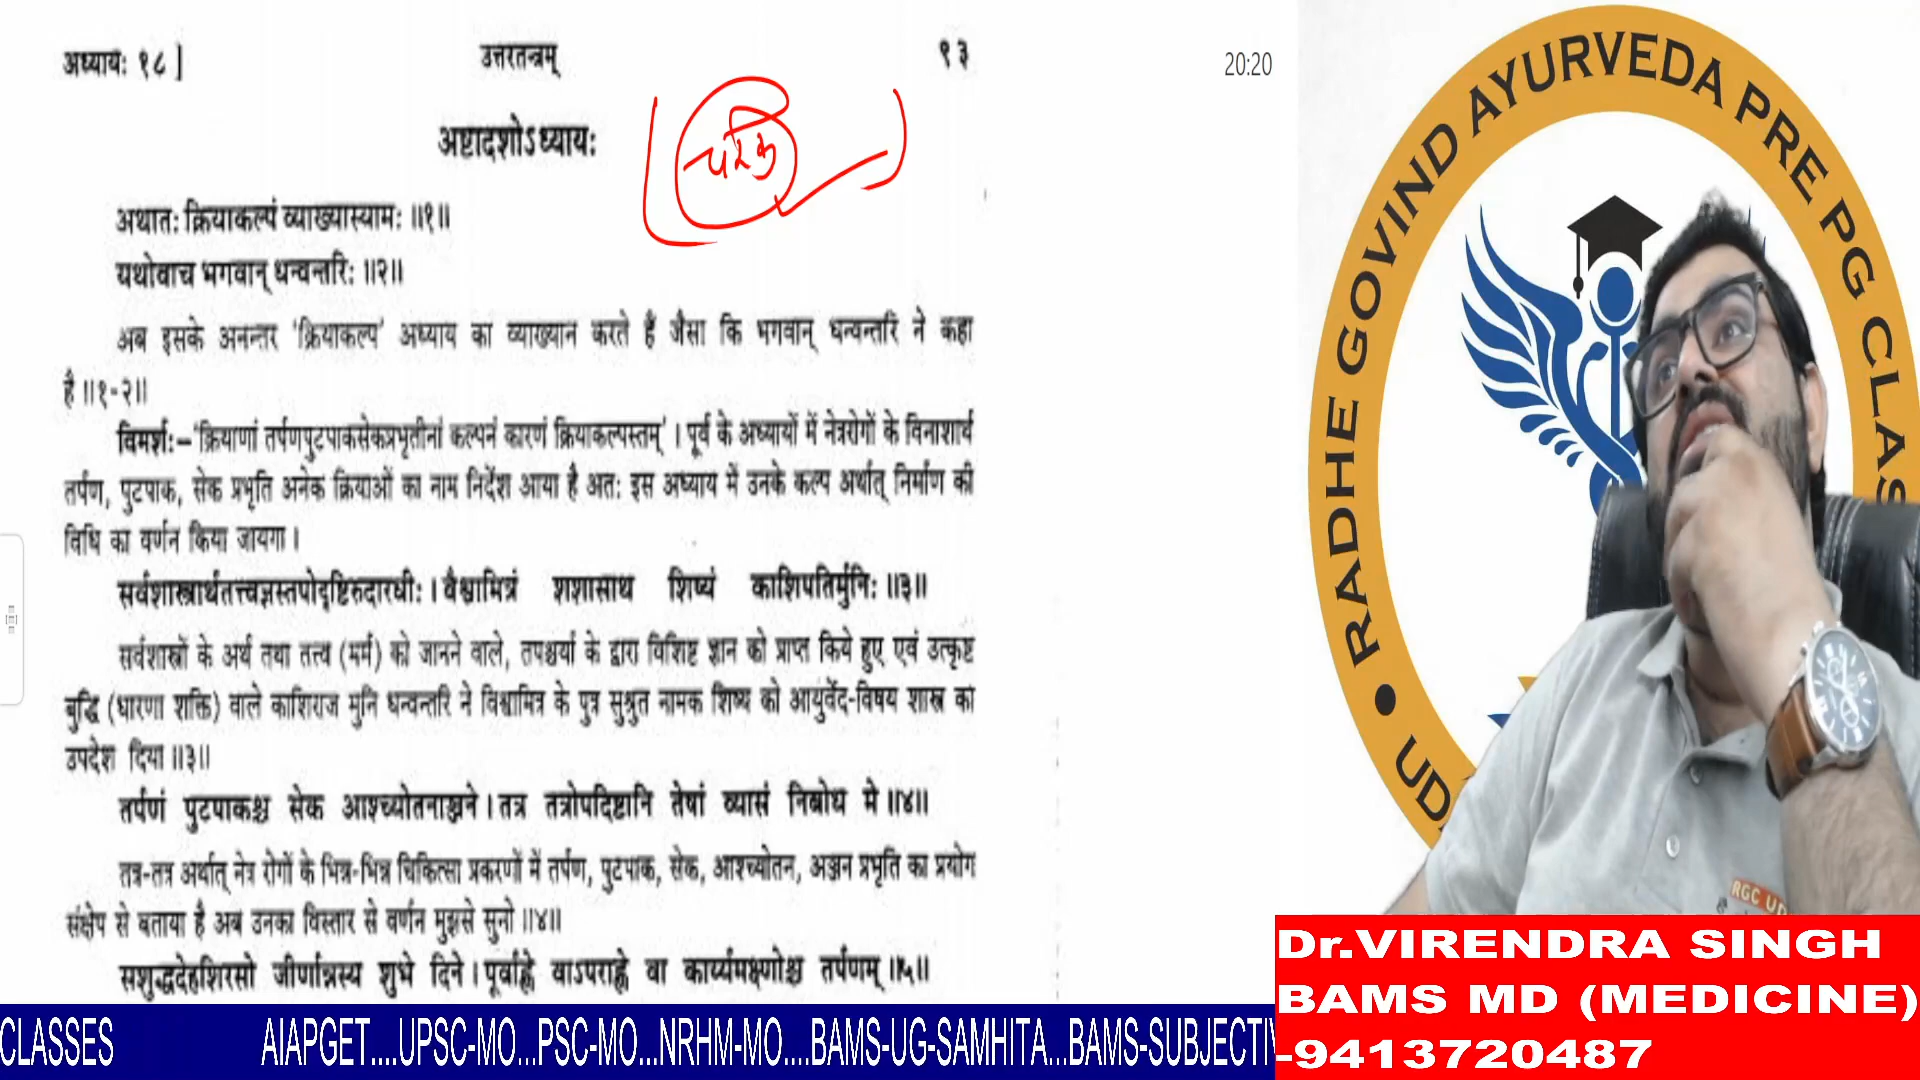 अध्यायः १८ ]
उत्तरतन्त्रम्
९३
20:20
अष्टादशोऽध्यायः
चरक
अथातः क्रियाकल्पं व्याख्यास्यामः ॥१॥
यथोवाच भगवान् धन्वन्तरिः ॥२॥
अब इसके अनन्तर 'क्रियाकल्प' अध्याय का व्याख्यान करते हैं जैसा कि भगवान् धन्वन्तरि ने कहा
है ॥१-२॥
विमर्शः–'क्रियाणां तर्पणपुटपाकसेकप्रभृतीनां कल्पनं कारणं क्रियाकल्पस्तम्' । पूर्व के अध्यायों में नेत्ररोगों के विनाशार्थ
तर्पण, पुटपाक, सेक प्रभृति अनेक क्रियाओं का नाम निर्देश आया है अतः इस अध्याय में उनके कल्प अर्थात् निर्माण की
विधि का वर्णन किया जायगा ।
सर्वशास्त्रार्थतत्त्वज्ञस्तपोदृष्टिरुदारधीः । वैश्वामित्रं शशासाथ शिष्यं काशिपतिर्मुनिः ॥३॥
सर्वशास्त्रों के अर्थ तथा तत्त्व (मर्म) को जानने वाले, तपश्चर्या के द्वारा विशिष्ट ज्ञान को प्राप्त किये हुए एवं उत्कृष्ट
बुद्धि (धारणा शक्ति) वाले काशिराज मुनि धन्वन्तरि ने विश्वामित्र के पुत्र सुश्रुत नामक शिष्य को आयुर्वेद-विषय शास्त्र का
उपदेश दिया ॥३॥
तर्पणं पुटपाकश्च सेक आश्च्योतनाञ्जने । तत्र तत्रोपदिष्टानि तेषां व्यासं निबोध मे ॥४॥
तत्र-तत्र अर्थात् नेत्र रोगों के भिन्न-भिन्न चिकित्सा प्रकरणों में तर्पण, पुटपाक, सेक, आश्च्योतन, अञ्जन प्रभृति का प्रयोग
संक्षेप से बताया है अब उनका विस्तार से वर्णन मुझसे सुनो ॥४॥
सशुद्धदेहशिरसो जीर्णान्नस्य शुभे दिने । पूर्वाह्ने वाऽपराह्ने वा कार्य्यमक्ष्णोश्च तर्पणम् ॥५॥
RADHE GOVIND AYURVEDA PRE PG CLAS
UD
RGC UD
Dr.VIRENDRA SINGH
BAMS MD (MEDICINE)
-9413720487
CLASSES AIAPGET....UPSC-MO...PSC-MO...NRHM-MO....BAMS-UG-SAMHITA...BAMS-SUBJECTIV